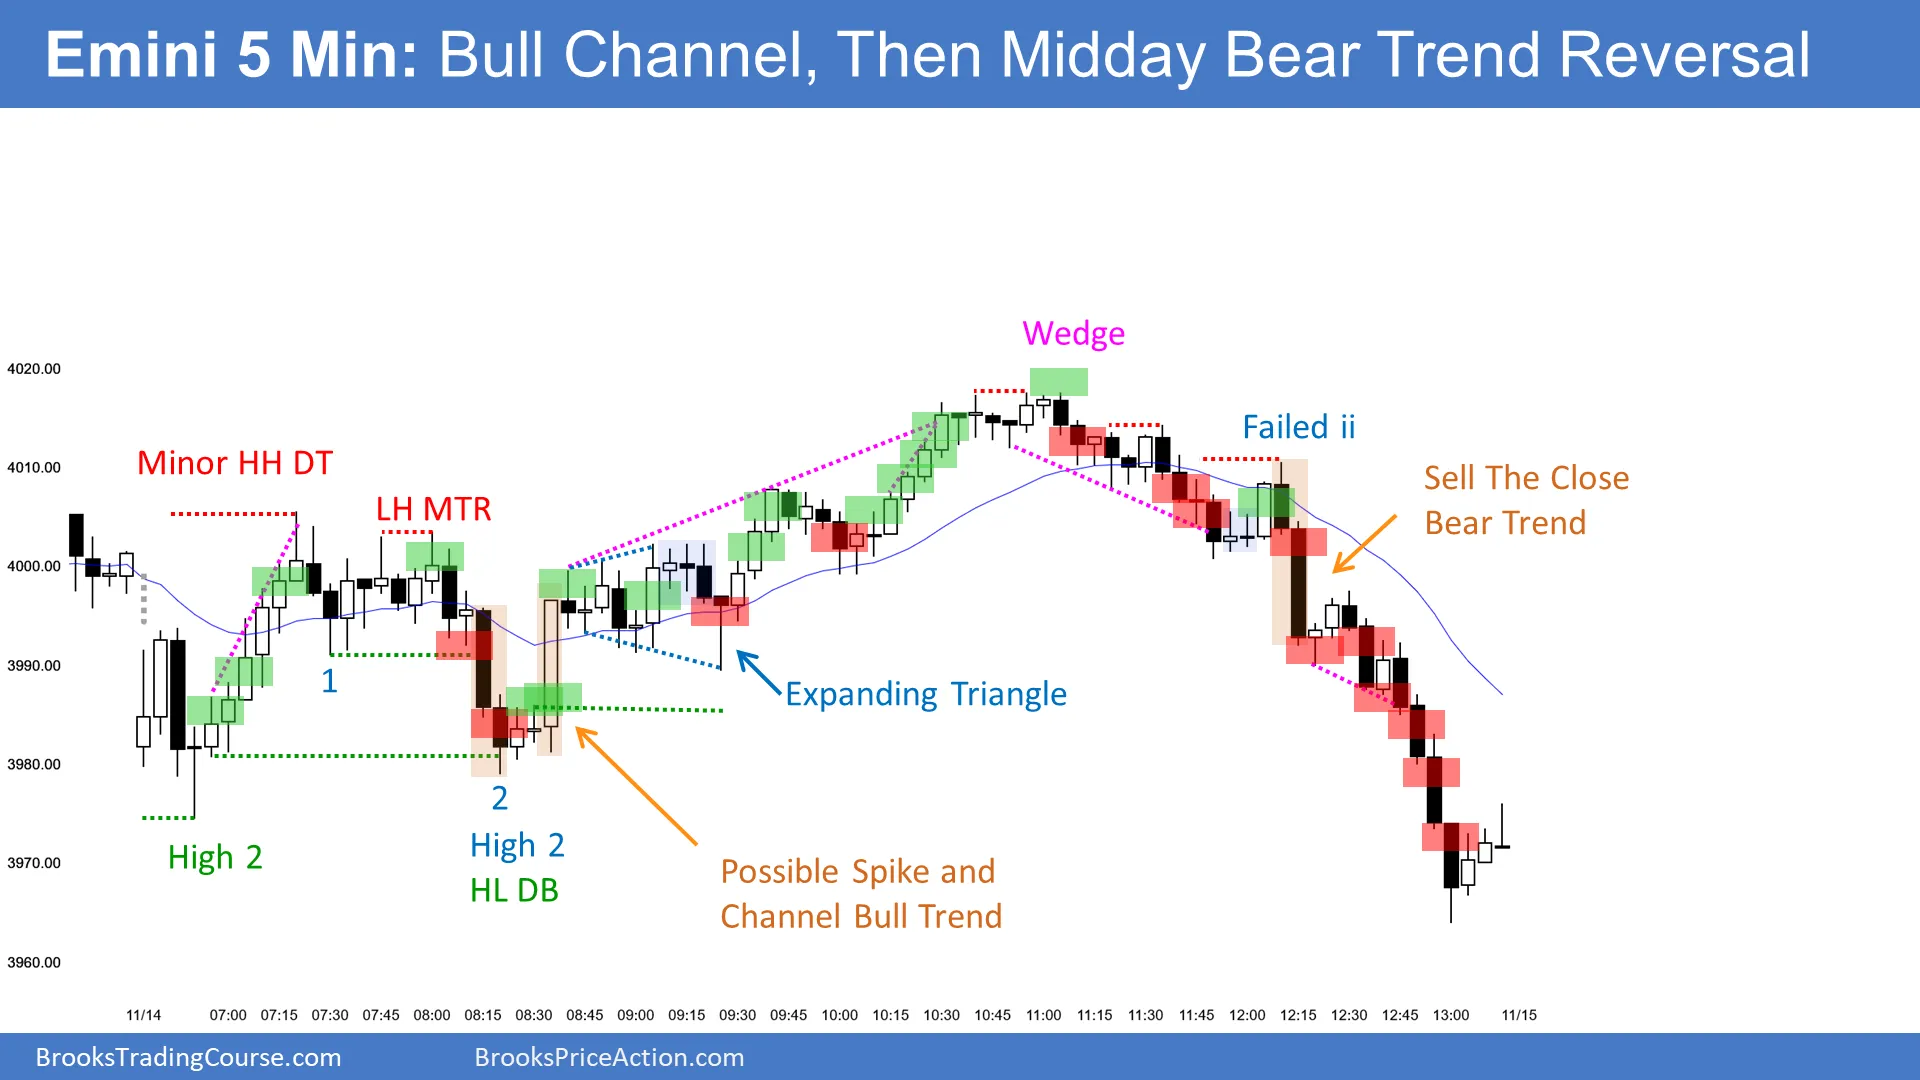 Emini 5 Min: Bull Channel, Then Midday Bear Trend Reversal
Wedge
4020.00
Failed ii
Minor HH DT
4010.00
Sell The Close
Bear Trend
LH MTR
4000.00
3990.00
1
Expanding Triangle
3980.00
2
High 2
High 2
HL DB
3970.00
Possible Spike and
Channel Bull Trend
3960.00
11/14 07:00 07:15 07:30 07:45 08:00 08:15 08:30 08:45 09:00 09:15 09:30 09:45 10:00 10:15 10:30 10:45 11:00 11:15 11:30 11:45 12:00 12:15 12:30 12:45 13:00 11/15
BrooksTradingCourse.com BrooksPriceAction.com